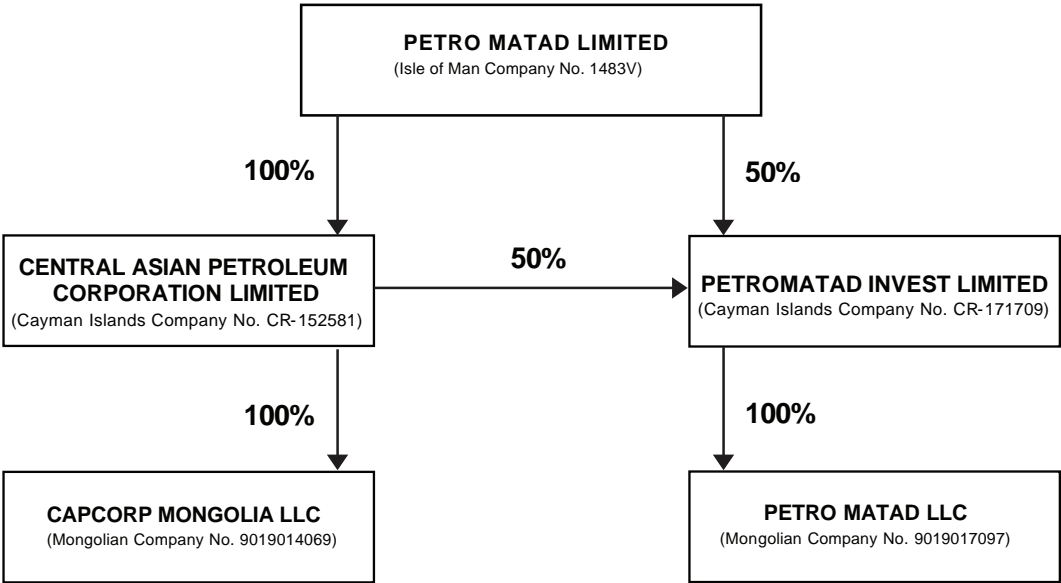 PETRO MATAD LIMITED
(Isle of Man Company No. 1483V)
100%
50%
CENTRAL ASIAN PETROLEUM
CORPORATION LIMITED
(Cayman Islands Company No. CR-152581)
50%
PETROMATAD INVEST LIMITED
(Cayman Islands Company No. CR-171709)
100%
100%
CAPCORP MONGOLIA LLC
(Mongolian Company No. 9019014069)
PETRO MATAD LLC
(Mongolian Company No. 9019017097)